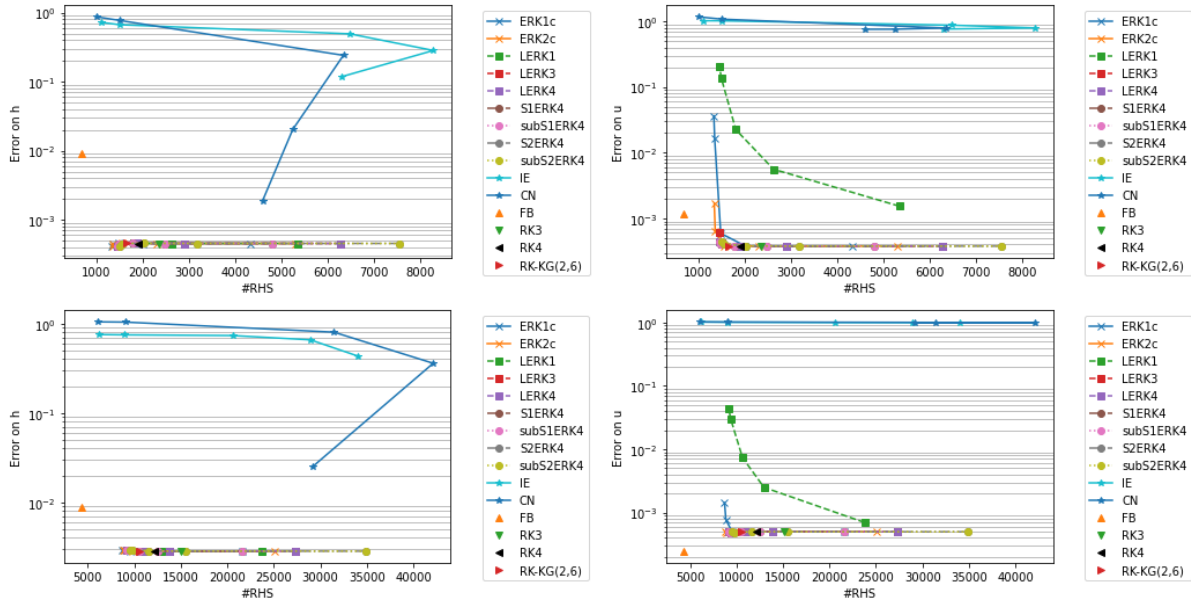 10⁰
10⁻¹
10⁻²
10⁻³
Error on h
1000 2000 3000 4000 5000 6000 7000 8000
#RHS
ERK1c
ERK2c
LERK1
LERK3
LERK4
S1ERK4
subS1ERK4
S2ERK4
subS2ERK4
IE
CN
FB
RK3
RK4
RK-KG(2,6)
10⁰
10⁻¹
10⁻²
10⁻³
Error on u
1000 2000 3000 4000 5000 6000 7000 8000
#RHS
ERK1c
ERK2c
LERK1
LERK3
LERK4
S1ERK4
subS1ERK4
S2ERK4
subS2ERK4
IE
CN
FB
RK3
RK4
RK-KG(2,6)
10⁰
10⁻¹
10⁻²
Error on h
5000 10000 15000 20000 25000 30000 35000 40000
#RHS
ERK1c
ERK2c
LERK1
LERK3
LERK4
S1ERK4
subS1ERK4
S2ERK4
subS2ERK4
IE
CN
FB
RK3
RK4
RK-KG(2,6)
10⁰
10⁻¹
10⁻²
10⁻³
Error on u
5000 10000 15000 20000 25000 30000 35000 40000
#RHS
ERK1c
ERK2c
LERK1
LERK3
LERK4
S1ERK4
subS1ERK4
S2ERK4
subS2ERK4
IE
CN
FB
RK3
RK4
RK-KG(2,6)